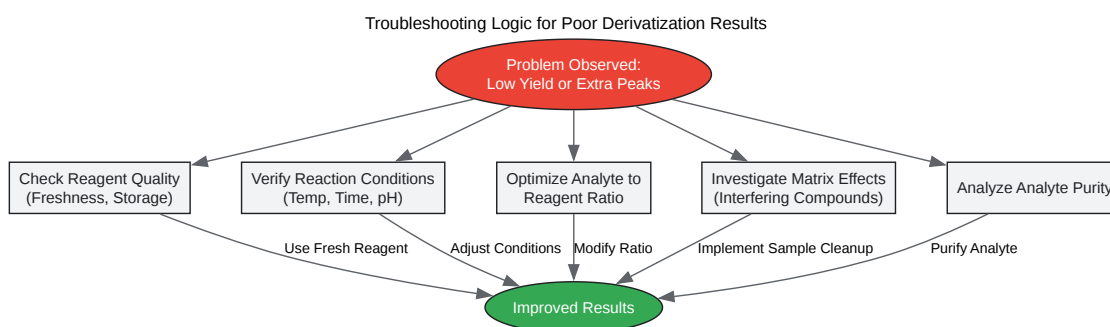 Troubleshooting Logic for Poor Derivatization Results
Problem Observed:
Low Yield or Extra Peaks
Check Reagent Quality
(Freshness, Storage)
Verify Reaction Conditions
(Temp, Time, pH)
Optimize Analyte to
Reagent Ratio
Investigate Matrix Effects
(Interfering Compounds)
Analyze Analyte Purity
Use Fresh Reagent
Adjust Conditions
Modify Ratio
Implement Sample Cleanup
Purify Analyte
Improved Results